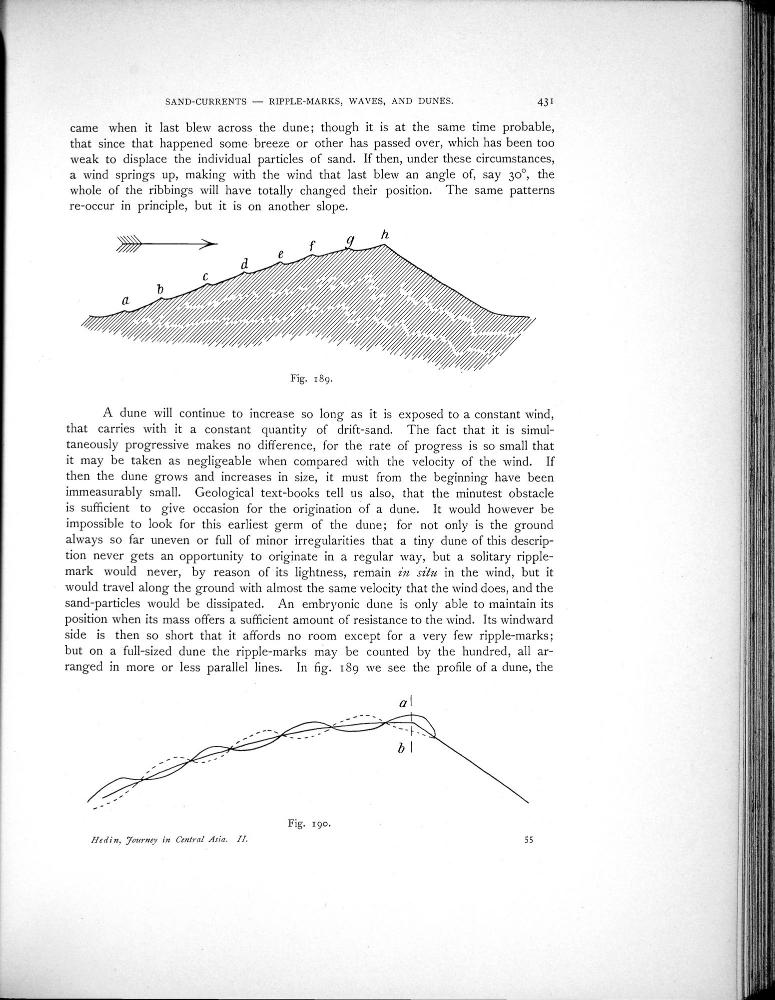 SAND-CURRENTS — RIPPLE-MARKS, WAVES, AND DUNES. 431
came when it last blew across the dune; though it is at the same time probable,
that since that happened some breeze or other has passed over, which has been too
weak to displace the individual particles of sand. If then, under these circumstances,
a wind springs up, making with the wind that last blew an angle of, say 30°, the
whole of the ribbings will have totally changed their position. The same patterns
re-occur in principle, but it is on another slope.
a b c d e f g h
Fig. 189.
A dune will continue to increase so long as it is exposed to a constant wind,
that carries with it a constant quantity of drift-sand. The fact that it is simul-
taneously progressive makes no difference, for the rate of progress is so small that
it may be taken as negligeable when compared with the velocity of the wind. If
then the dune grows and increases in size, it must from the beginning have been
immeasurably small. Geological text-books tell us also, that the minutest obstacle
is sufficient to give occasion for the origination of a dune. It would however be
impossible to look for this earliest germ of the dune; for not only is the ground
always so far uneven or full of minor irregularities that a tiny dune of this descrip-
tion never gets an opportunity to originate in a regular way, but a solitary ripple-
mark would never, by reason of its lightness, remain in situ in the wind, but it
would travel along the ground with almost the same velocity that the wind does, and the
sand-particles would be dissipated. An embryonic dune is only able to maintain its
position when its mass offers a sufficient amount of resistance to the wind. Its windward
side is then so short that it affords no room except for a very few ripple-marks;
but on a full-sized dune the ripple-marks may be counted by the hundred, all ar-
ranged in more or less parallel lines. In fig. 189 we see the profile of a dune, the
a
b
Fig. 190.
Hedin, Journey in Central Asia. II. 55